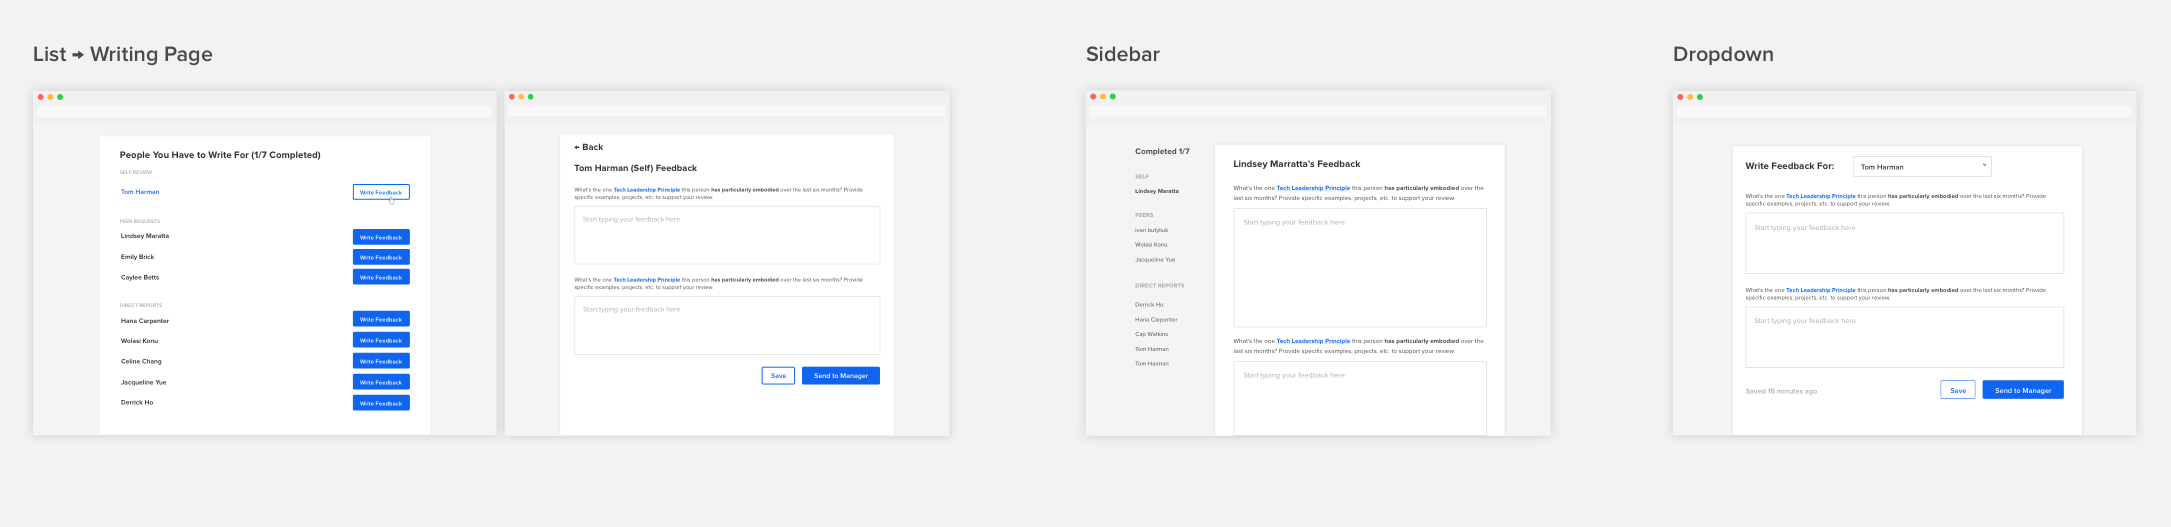 List → Writing Page
People You Have to Write For (1/7 Completed)
SELF REVIEW
Tom Harman
Write Feedback
PEER REQUESTS
Lindsey Maratta
Write Feedback
Emily Brick
Write Feedback
Caylee Betts
Write Feedback
DIRECT REPORTS
Hana Carpenter
Write Feedback
Wolasi Konu
Write Feedback
Celine Chang
Write Feedback
Jacqueline Yue
Write Feedback
Derrick Ho
Write Feedback
← Back
Tom Harman (Self) Feedback
What's the one Tech Leadership Principle this person has particularly embodied over the last six months? Provide
specific examples, projects, etc. to support your review.
Start typing your feedback here
What's the one Tech Leadership Principle this person has particularly embodied over the last six months? Provide
specific examples, projects, etc. to support your review.
Start typing your feedback here
Save
Send to Manager
Sidebar
Completed 1/7
SELF
Lindsey Maratta
PEERS
ivan butyliuk
Wolasi Konu
Jacqueline Yue
DIRECT REPORTS
Derrick Ho
Hana Carpenter
Cap Watkins
Tom Harman
Tom Harman
Lindsey Marratta's Feedback
What's the one Tech Leadership Principle this person has particularly embodied over the
last six months? Provide specific examples, projects, etc. to support your review.
Start typing your feedback here
What's the one Tech Leadership Principle this person has particularly embodied over the
last six months? Provide specific examples, projects, etc. to support your review.
Start typing your feedback here
Dropdown
Write Feedback For:
Tom Harman
What's the one Tech Leadership Principle this person has particularly embodied over the last six months? Provide
specific examples, projects, etc. to support your review.
Start typing your feedback here
What's the one Tech Leadership Principle this person has particularly embodied over the last six months? Provide
specific examples, projects, etc. to support your review.
Start typing your feedback here
Saved 15 minutes ago
Save
Send to Manager